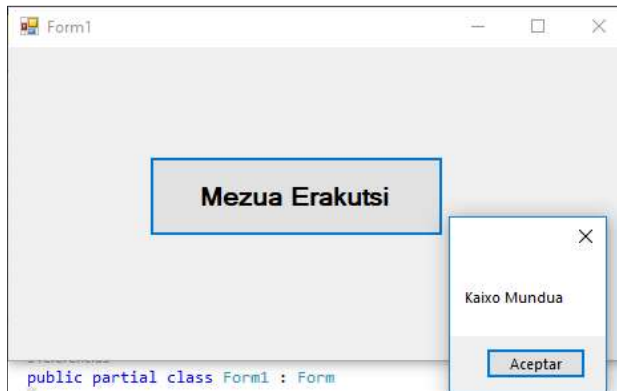 Form1
Mezua Erakutsi
Kaixo Mundua
Aceptar
public partial class Form1 : Form